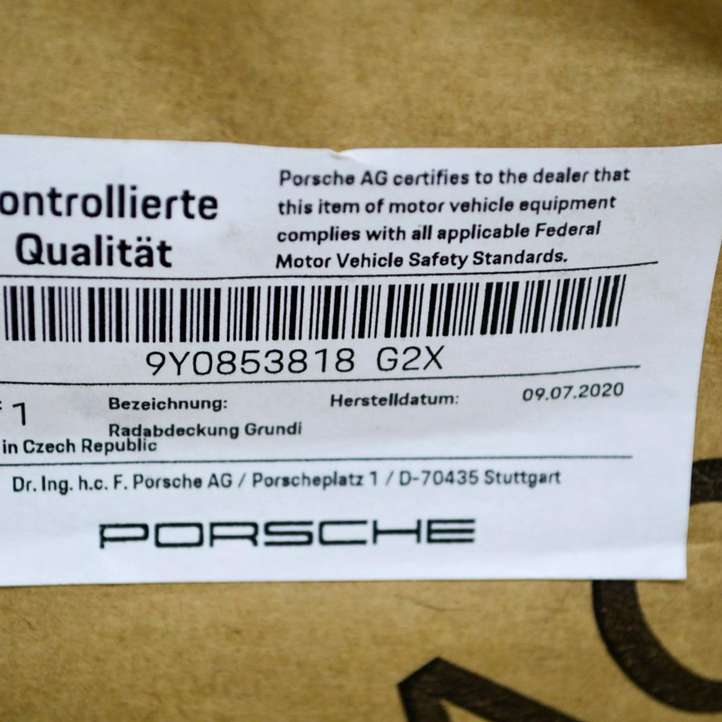 ontrollierte
Qualität
Porsche AG certifies to the dealer that
this item of motor vehicle equipment
complies with all applicable Federal
Motor Vehicle Safety Standards.
9Y0853818 G2X
: 1
Bezeichnung:
Radabdeckung Grundi
Herstelldatum:
09.07.2020
in Czech Republic
Dr. Ing. h.c. F. Porsche AG / Porscheplatz 1 / D-70435 Stuttgart
PORSCHE